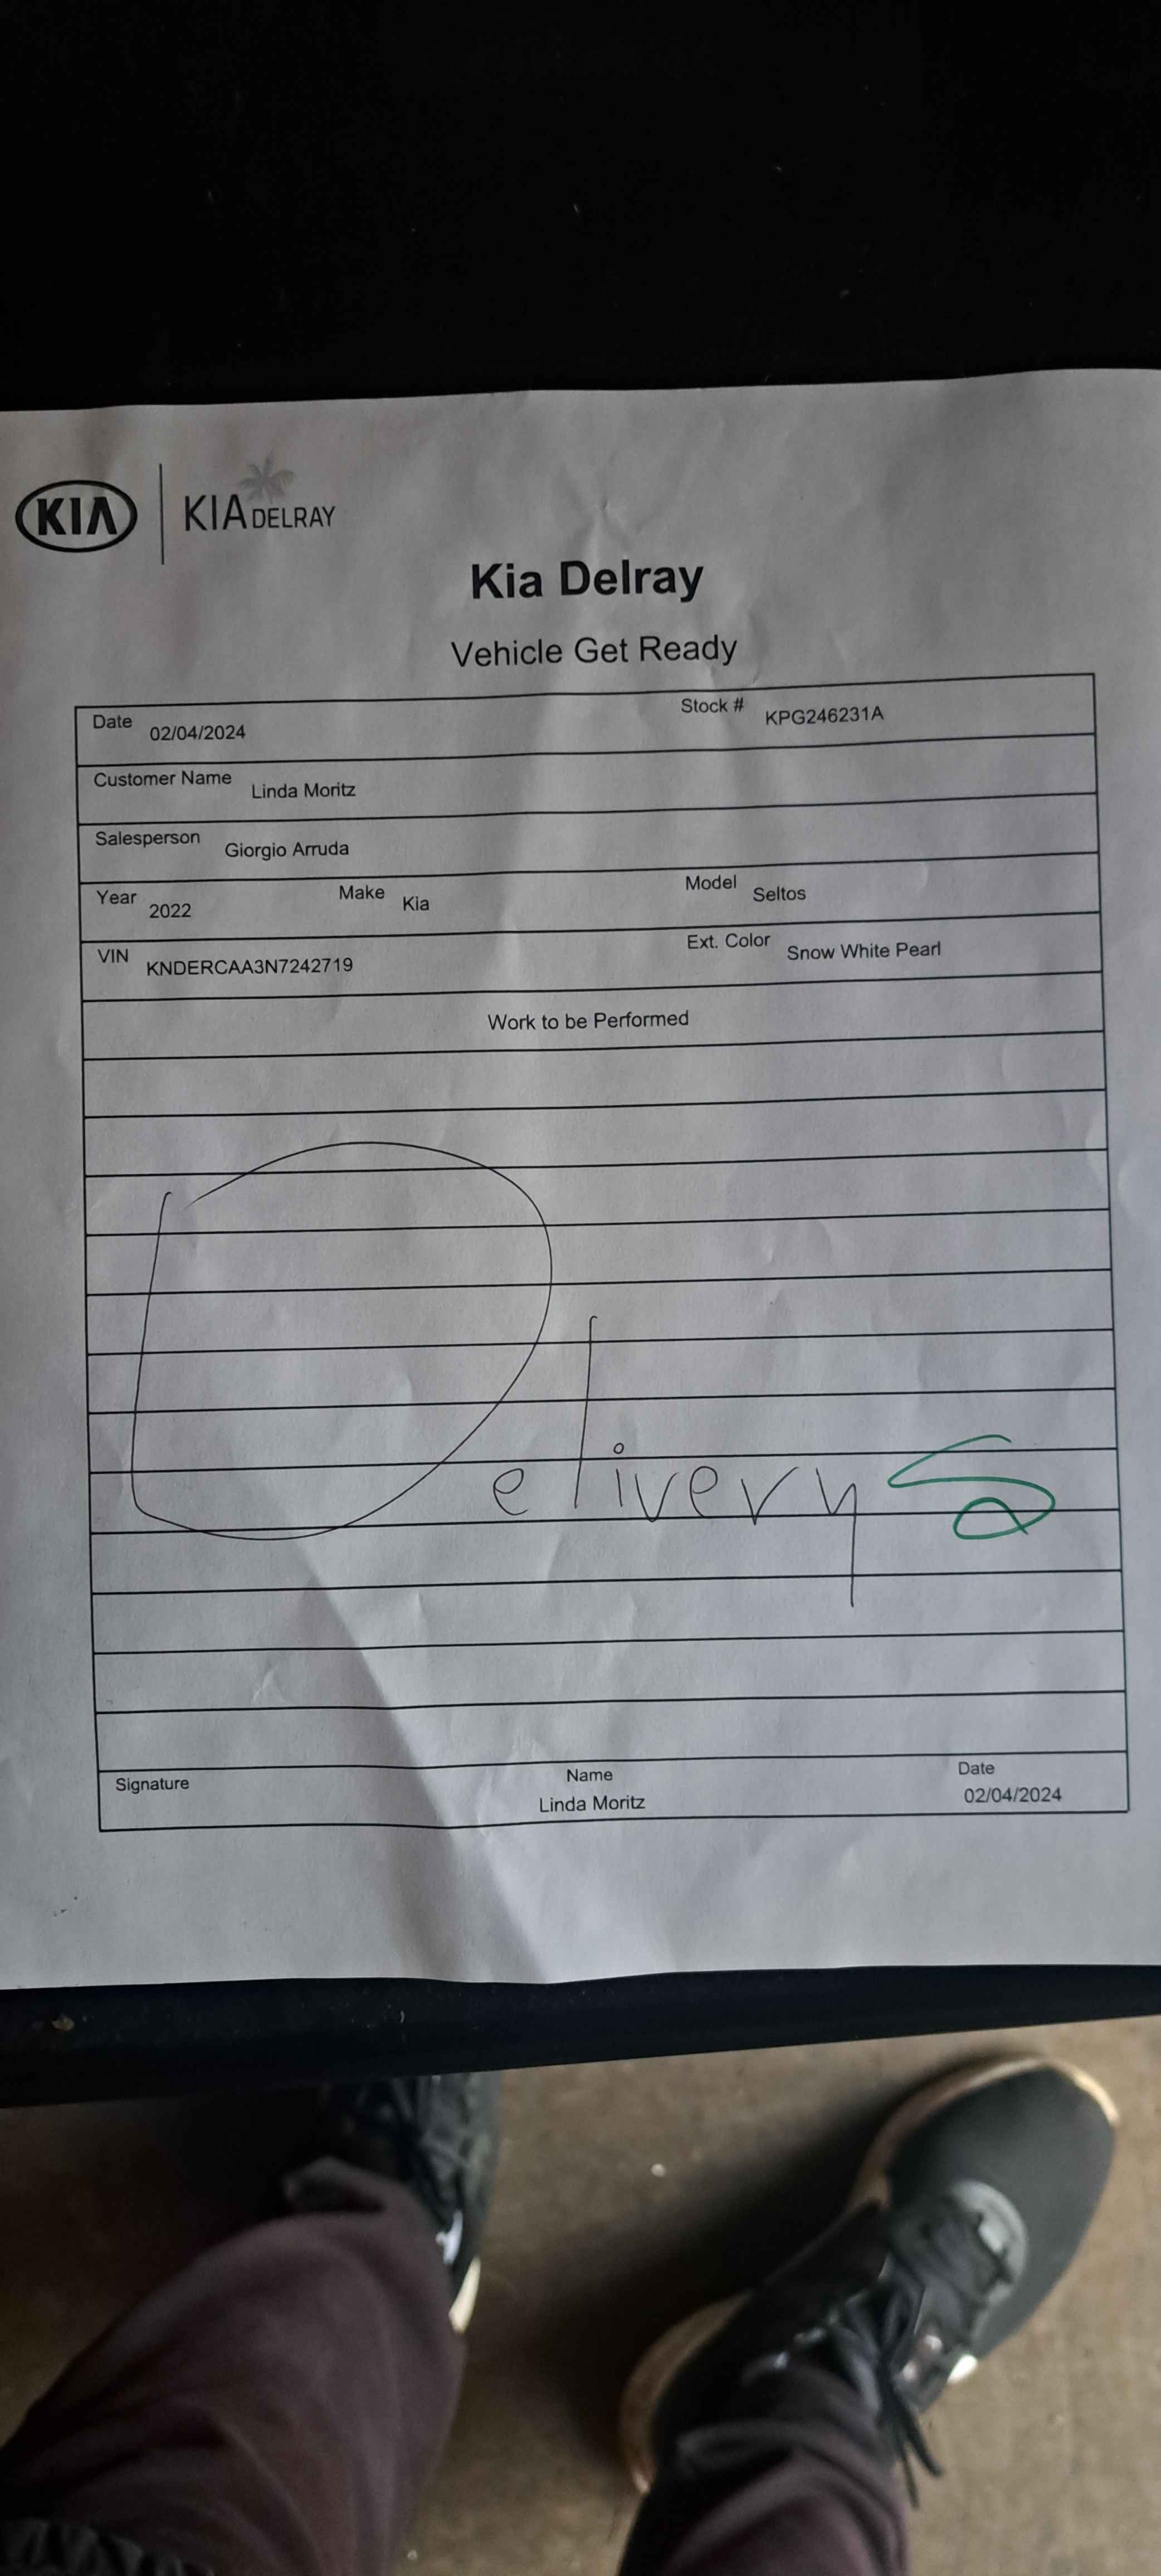 KIA KIA DELRAY
Kia Delray
Vehicle Get Ready
Date 02/04/2024 Stock # KPG246231A
Customer Name Linda Moritz
Salesperson Giorgio Arruda
Year 2022 Make Kia Model Seltos
VIN KNDERCAA3N7242719 Ext. Color Snow White Pearl
Work to be Performed
Delivery
Signature Name Date
Linda Moritz 02/04/2024